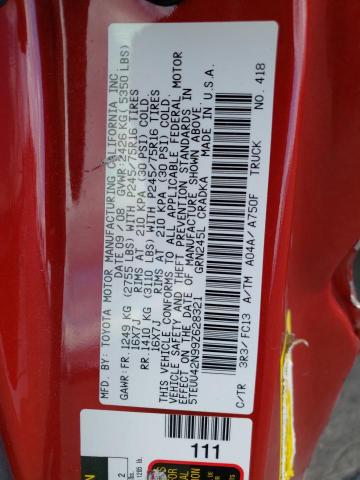 MFD BY: TOYOTA MOTOR MANUFACTURING CALIFORNIA INC.
DATE 09/08 GVWR 2426 KG( 5350 LBS)
GAWR: FR. 1249 KG (2755 LBS) WITH P245/75R16 TIRES
16X7J RIMS AT 210 KPA (30 PSI) COLD
RR. 1410 KG (3110 LBS) WITH P245/75R16 TIRES
16X7J RIMS AT 210 KPA (30 PSI) COLD
THIS VEHICLE CONFORMS TO ALL APPLICABLE FEDERAL MOTOR
VEHICLE SAFETY AND THEFT PREVENTION STANDARDS IN
EFFECT ON THE DATE OF MANUFACTURE SHOWN ABOVE.
5TEUU42N99Z628321 MADE IN U.S.A.
GRN245L CRADKA
C/TR 3R3/FC13 TRUCK NO. 418
A/TM A04A/A750F
111